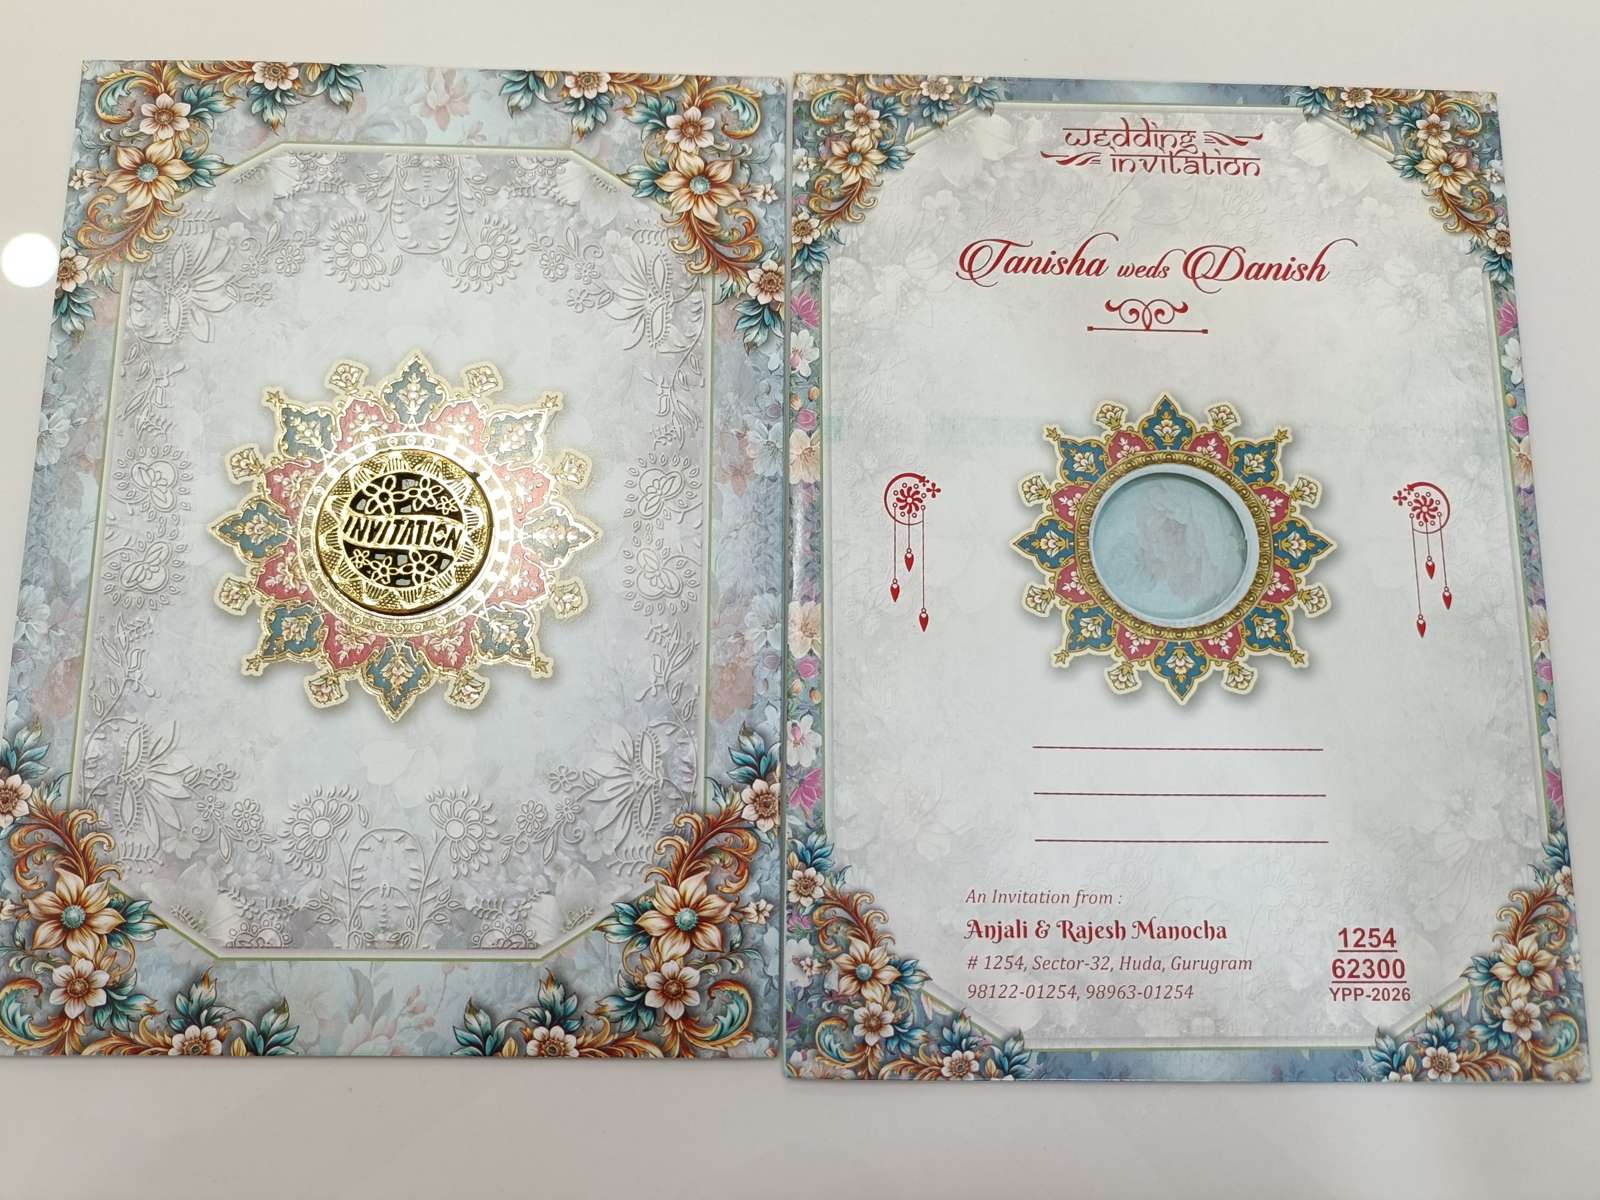 INVITATION
wedding
invitation
Tanisha weds Danish
An Invitation from :
Anjali & Rajesh Manocha
# 1254, Sector-32, Huda, Gurugram
98122-01254, 98963-01254
1254
62300
YPP-2026